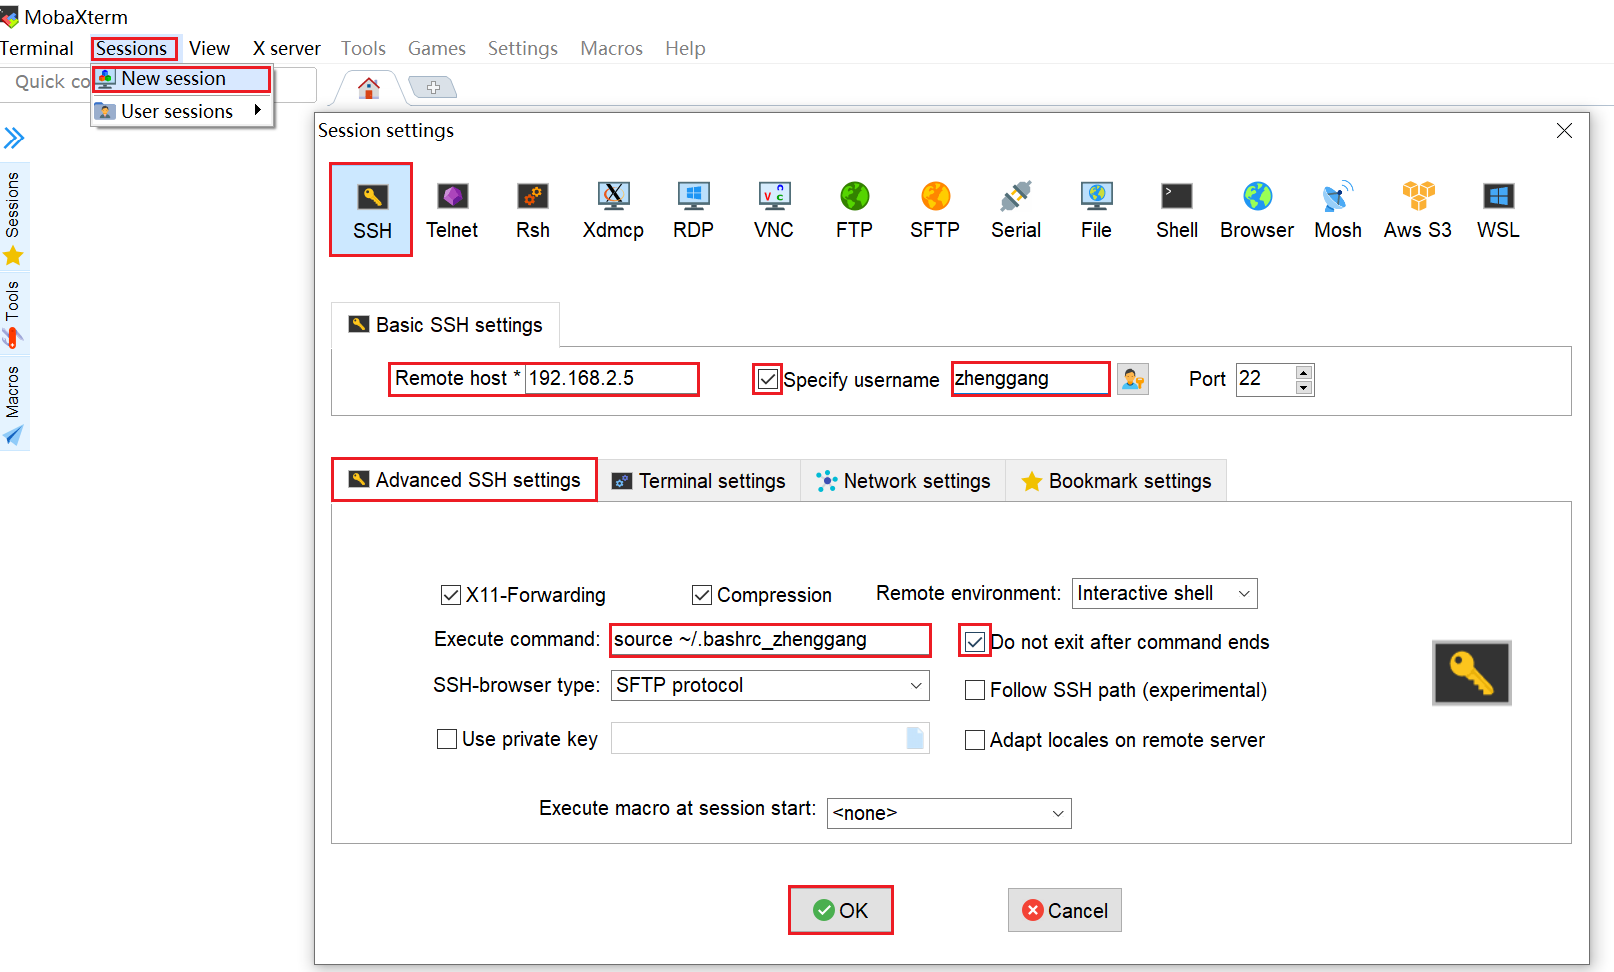 MobaXterm
Terminal Sessions View X server Tools Games Settings Macros Help
Quick co
New session
User sessions
Sessions
Tools
Macros
Session settings
SSH Telnet Rsh Xdmcp RDP VNC FTP SFTP Serial File Shell Browser Mosh Aws S3 WSL
Basic SSH settings
Remote host * 192.168.2.5 Specify username zhenggang Port 22
Advanced SSH settings Terminal settings Network settings Bookmark settings
X11-Forwarding Compression Remote environment: Interactive shell
Execute command: source ~/.bashrc_zhenggang Do not exit after command ends
SSH-browser type: SFTP protocol Follow SSH path (experimental)
Use private key Adapt locales on remote server
Execute macro at session start: <none>
OK Cancel